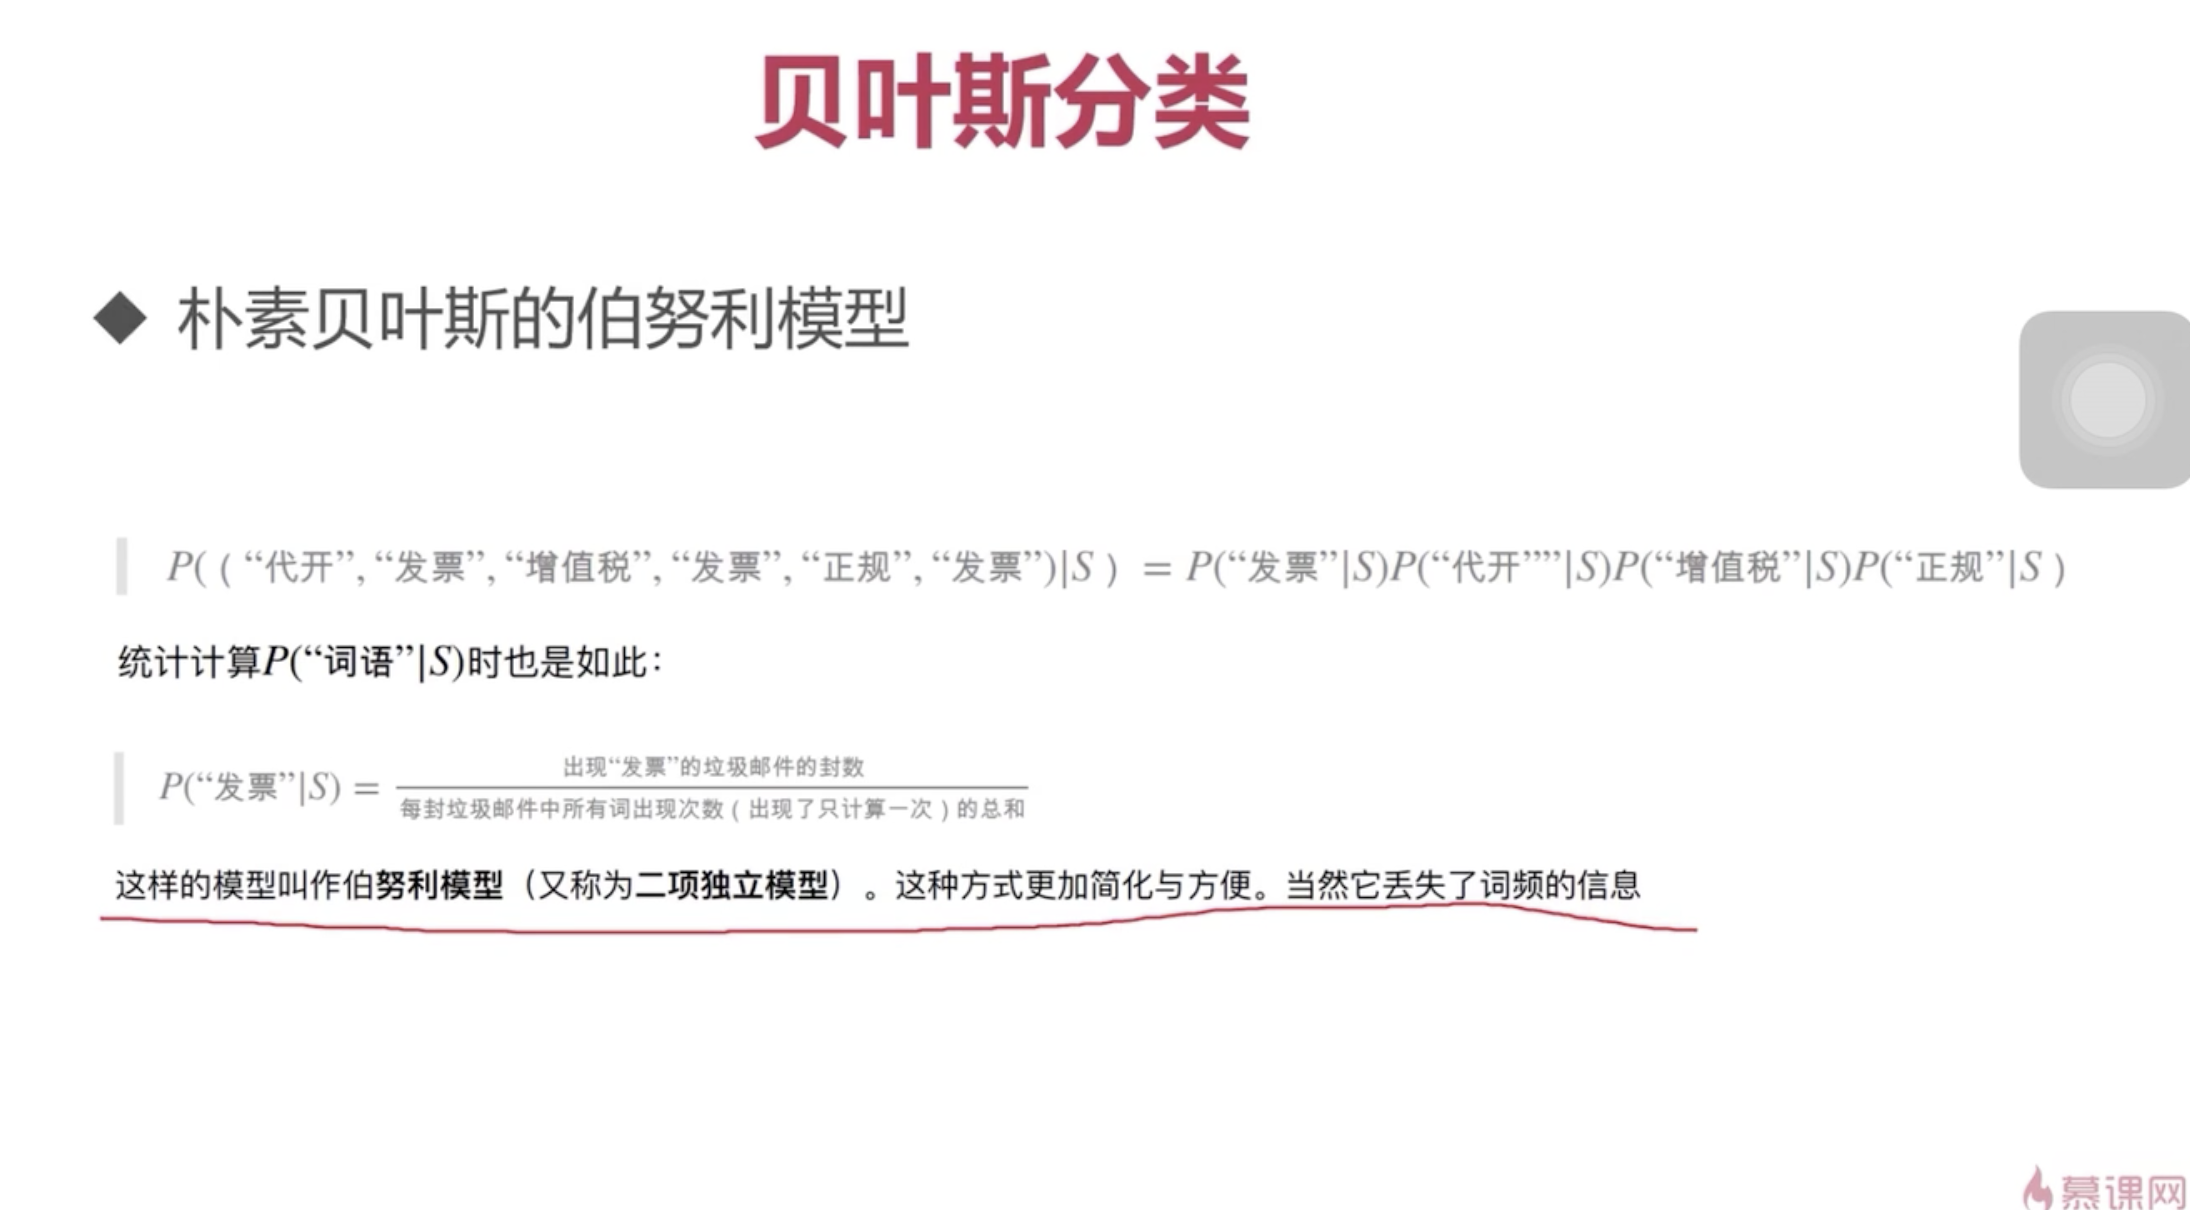 贝叶斯分类
◆ 朴素贝叶斯的伯努利模型
P((“代开”,“发票”,“增值税”,“发票”,“正规”,“发票”)|S) = P(“发票”|S)P(“代开””|S)P(“增值税”|S)P(“正规”|S)
统计计算P(“词语”|S)时也是如此:
P(“发票”|S) =
出现“发票”的垃圾邮件的封数
每封垃圾邮件中所有词出现次数(出现了只计算一次)的总和
这样的模型叫作伯努利模型（又称为二项独立模型）。这种方式更加简化与方便。当然它丢失了词频的信息
慕课网